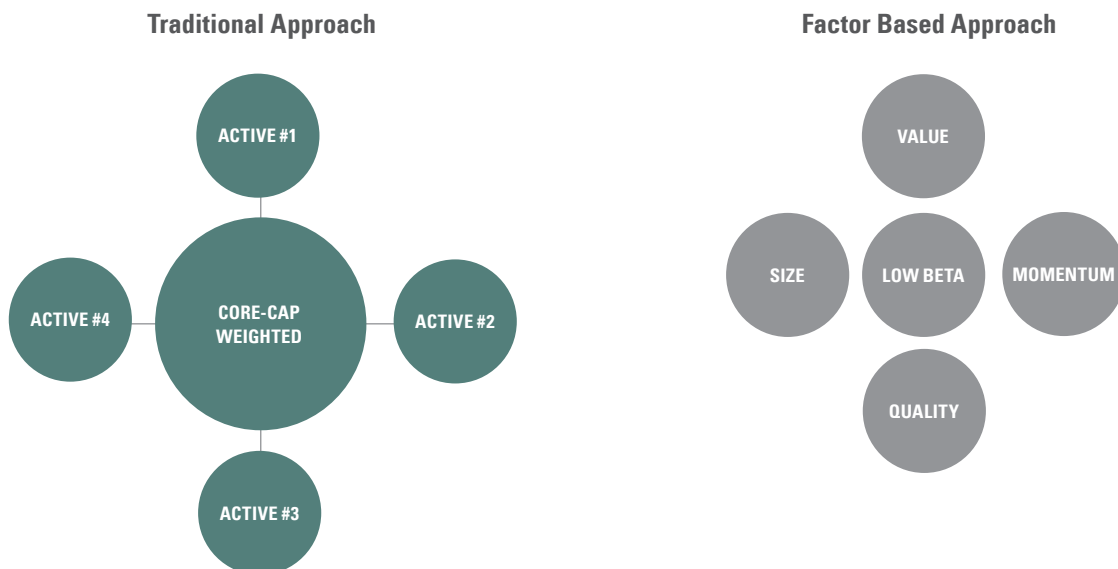 Traditional Approach
ACTIVE #1
ACTIVE #4
CORE-CAP
WEIGHTED
ACTIVE #2
ACTIVE #3
Factor Based Approach
VALUE
SIZE
LOW BETA
MOMENTUM
QUALITY